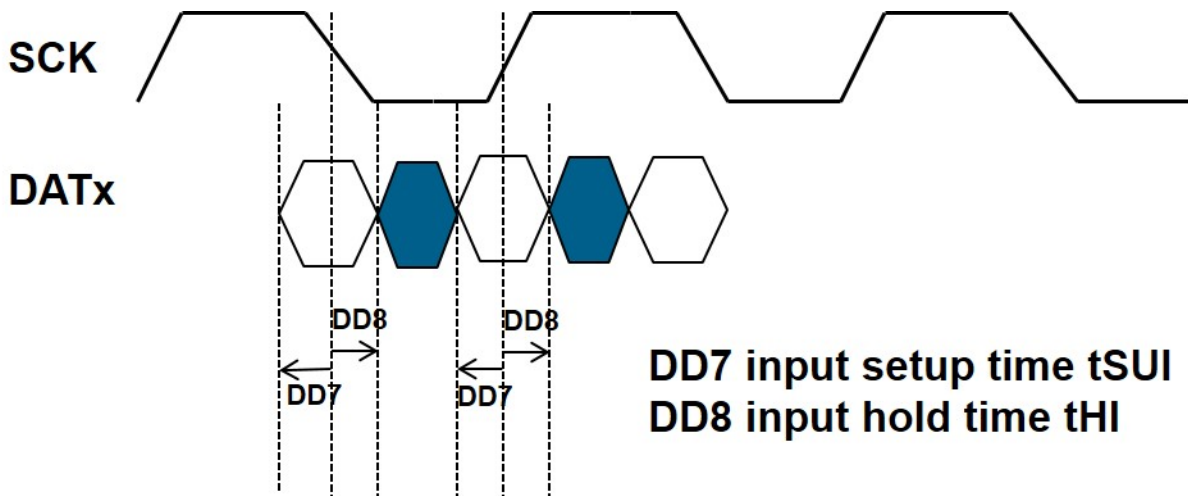 SCK
DATx
DD8
DD8
DD7
DD7
DD7 input setup time tSUI
DD8 input hold time tHI